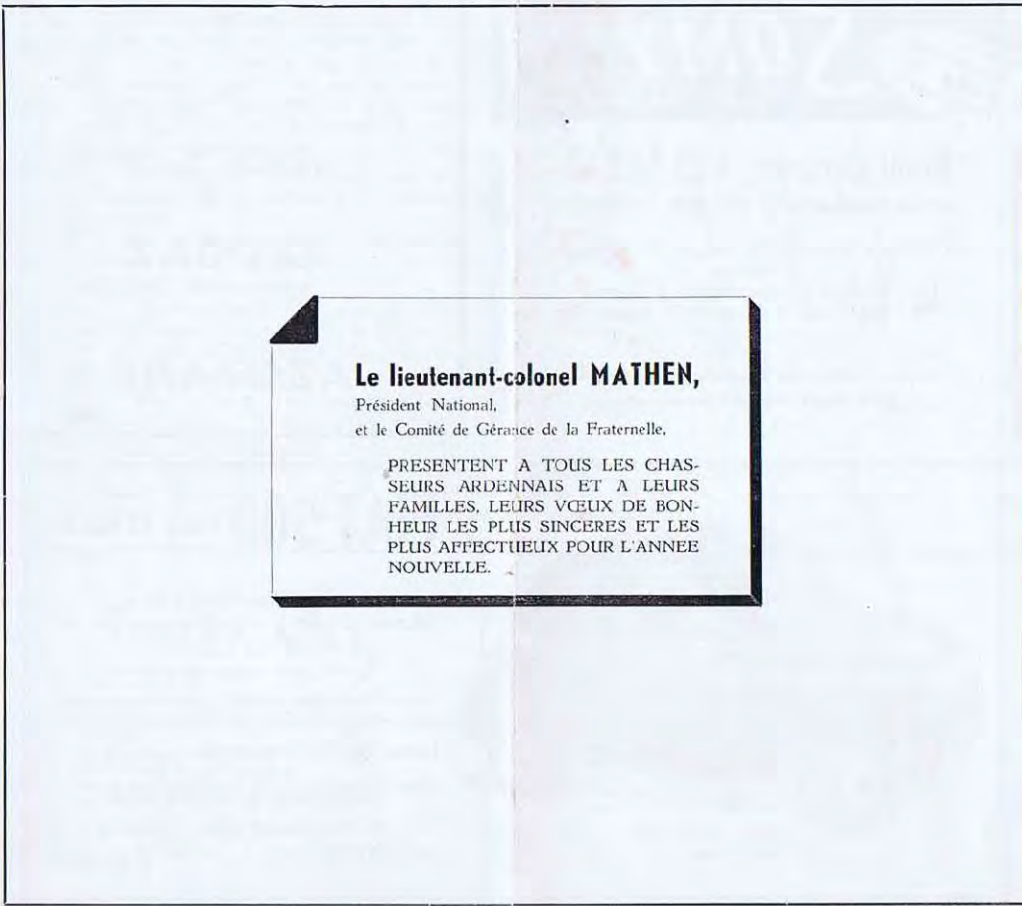 Le lieutenant-colonel MATHEN,
Président National,
et le Comité de Gérance de la Fraternelle,
PRESENTENT A TOUS LES CHAS-
SEURS ARDENNAIS ET A LEURS
FAMILLES, LEURS VŒUX DE BON-
HEUR LES PLUS SINCERES ET LES
PLUS AFFECTUEUX POUR L'ANNEE
NOUVELLE.